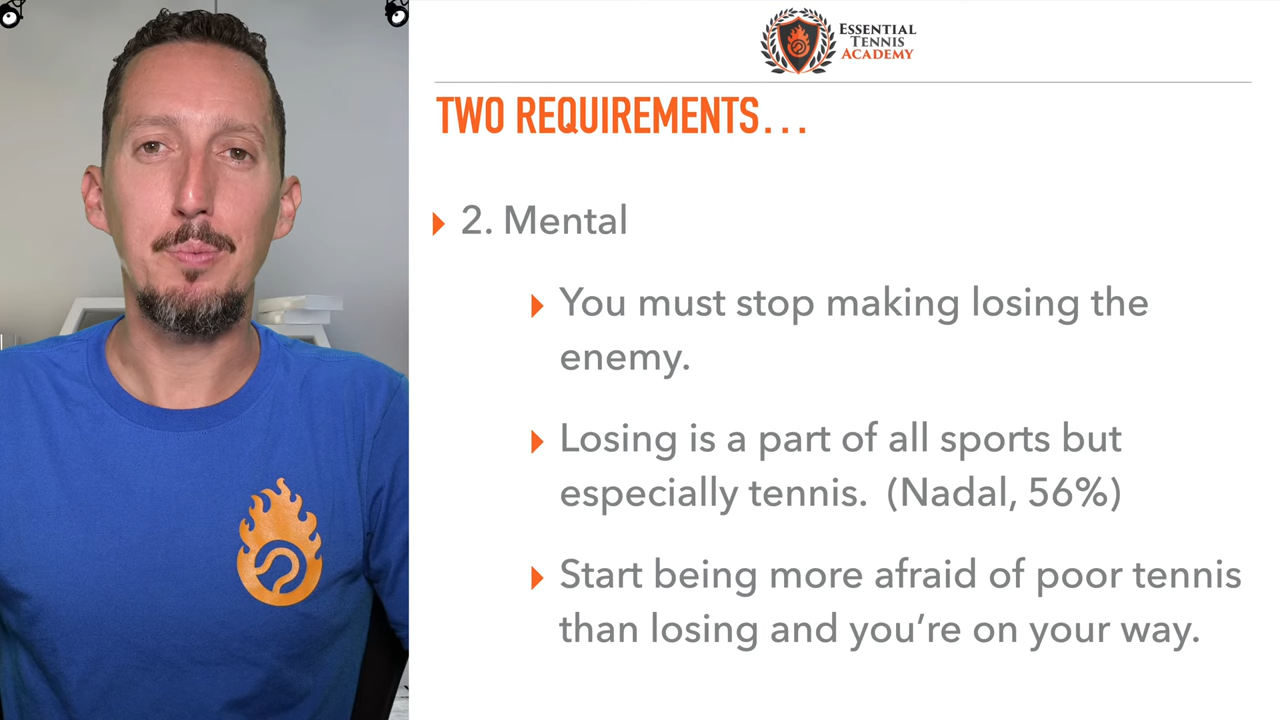 ESSENTIAL
TENNIS
ACADEMY
TWO REQUIREMENTS...
2. Mental
You must stop making losing the
enemy.
Losing is a part of all sports but
especially tennis. (Nadal, 56%)
Start being more afraid of poor tennis
than losing and you’re on your way.